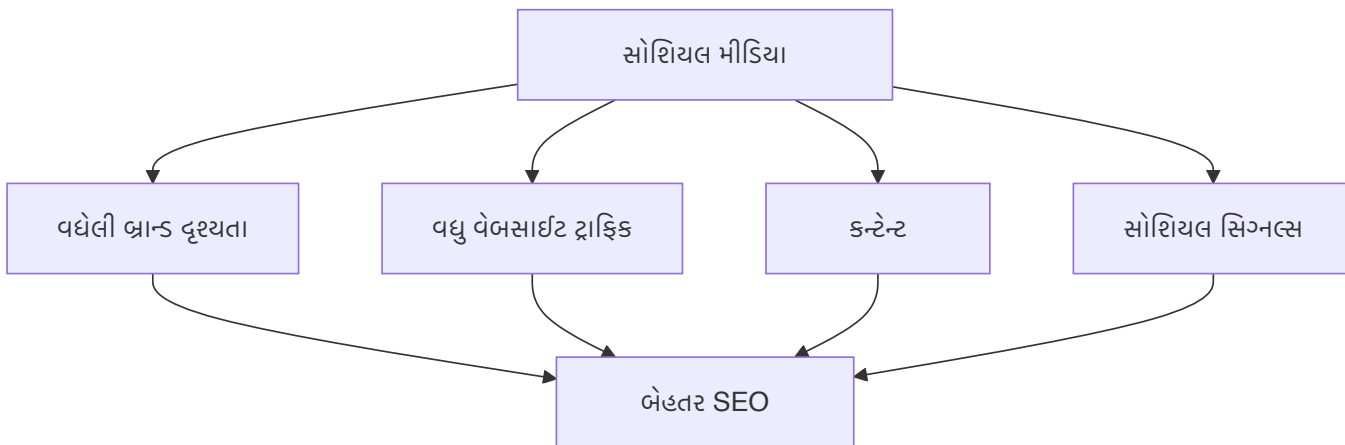 સોશિયલ મીડિયા
વધેલી બ્રાન્ડ દૃશ્યતા
વધુ વેબસાઈટ ટ્રાફિક
કન્ટેન્ટ
સોશિયલ સિગ્નલ્સ
બેહતર SEO